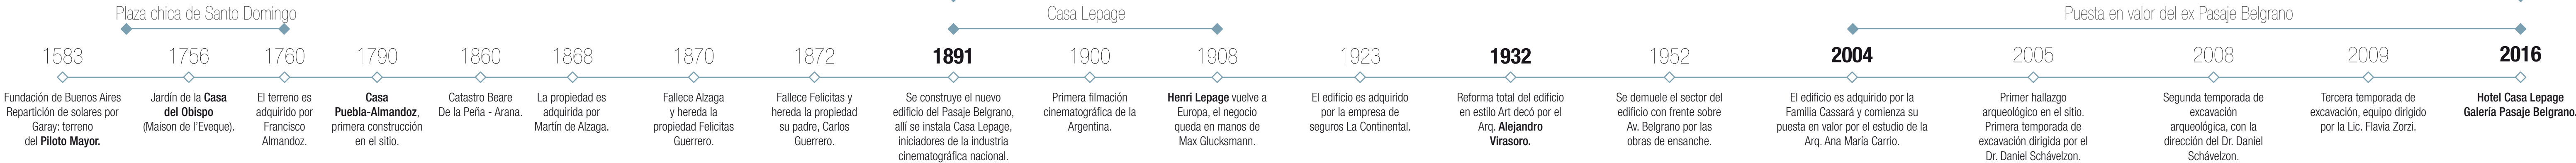 Plaza chica de Santo Domingo
Casa Lepage
Puesta en valor del ex Pasaje Belgrano
1583
Fundación de Buenos Aires
Repartición de solares por
Garay: terreno
del Piloto Mayor.
1756
Jardín de la Casa
del Obispo
(Maison de l'Eveque).
1760
El terreno es
adquirido por
Francisco
Almandoz.
1790
Casa
Puebla-Almandoz,
primera construcción
en el sitio.
1860
Catastro Beare
De la Peña - Arana.
1868
La propiedad es
adquirida por
Martín de Alzaga.
1870
Fallece Alzaga
y hereda la
propiedad Felicitas
Guerrero.
1872
Fallece Felicitas y
hereda la propiedad
su padre, Carlos
Guerrero.
1891
Se construye el nuevo
edificio del Pasaje Belgrano,
allí se instala Casa Lepage,
iniciadores de la industria
cinematográfica nacional.
1900
Primera filmación
cinematográfica de la
Argentina.
1908
Henri Lepage vuelve a
Europa, el negocio
queda en manos de
Max Glucksmann.
1923
El edificio es adquirido
por la empresa de
seguros La Continental.
1932
Reforma total del edificio
en estilo Art decó por el
Arq. Alejandro
Virasoro.
1952
Se demuele el sector del
edificio con frente sobre
Av. Belgrano por las
obras de ensanche.
2004
El edificio es adquirido por la
Familia Cassará y comienza su
puesta en valor por el estudio de la
Arq. Ana María Carrio.
2005
Primer hallazgo
arqueológico en el sitio.
Primera temporada de
excavación dirigida por el
Dr. Daniel Schávelzon.
2008
Segunda temporada de
excavación
arqueológica, con la
dirección del Dr. Daniel
Schávelzon.
2009
Tercera temporada de
excavación, equipo dirigido
por la Lic. Flavia Zorzi.
2016
Hotel Casa Lepage
Galería Pasaje Belgrano.